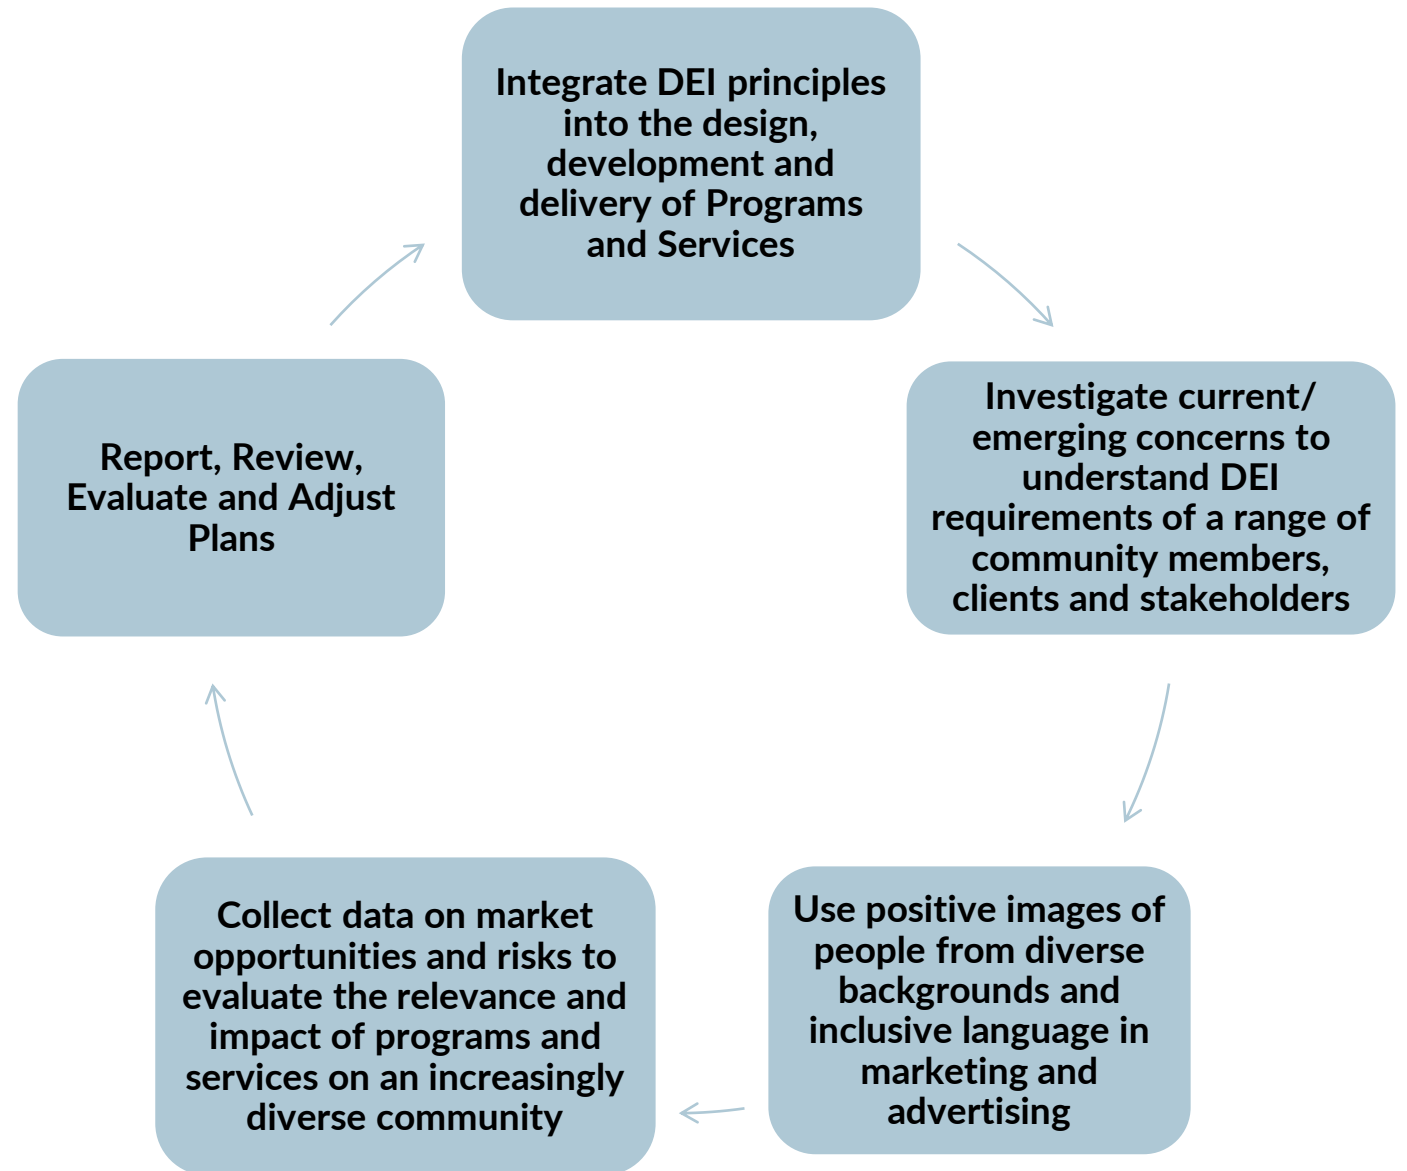 Integrate DEI principles
into the design,
development and
delivery of Programs
and Services
Investigate current/
emerging concerns to
understand DEI
requirements of a range of
community members,
clients and stakeholders
Use positive images of
people from diverse
backgrounds and
inclusive language in
marketing and
advertising
Collect data on market
opportunities and risks to
evaluate the relevance and
impact of programs and
services on an increasingly
diverse community
Report, Review,
Evaluate and Adjust
Plans